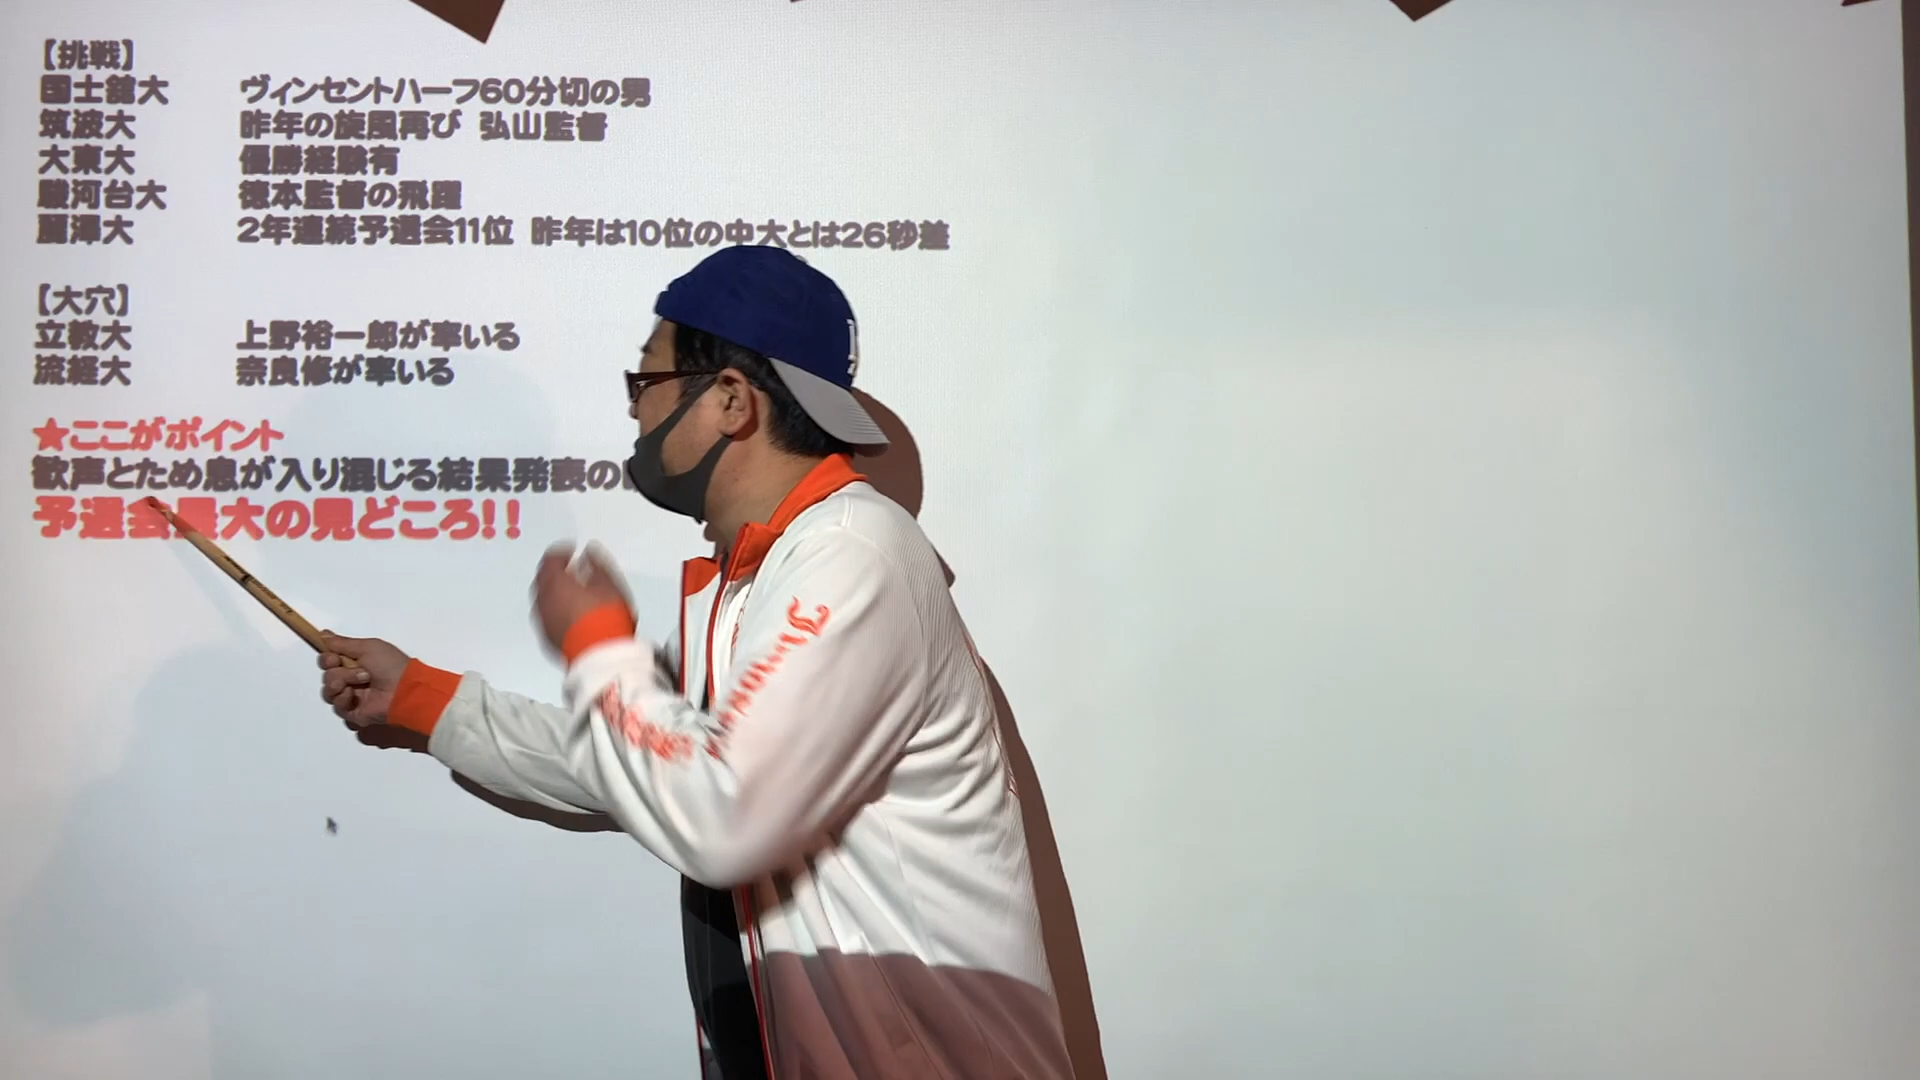 【挑戦】
国士舘大 ヴィンセントハーフ60分切の男
筑波大 昨年の旋風再び 弘山監督
大東大 優勝経験有
駿河台大 徳本監督の飛躍
麗澤大 2年連続予選会11位 昨年は10位の中大とは26秒差
【大穴】
立教大 上野裕一郎が率いる
流経大 奈良修が率いる
★ここがポイント
歓声とため息が入り混じる結果発表の
予選会最大の見どころ!!